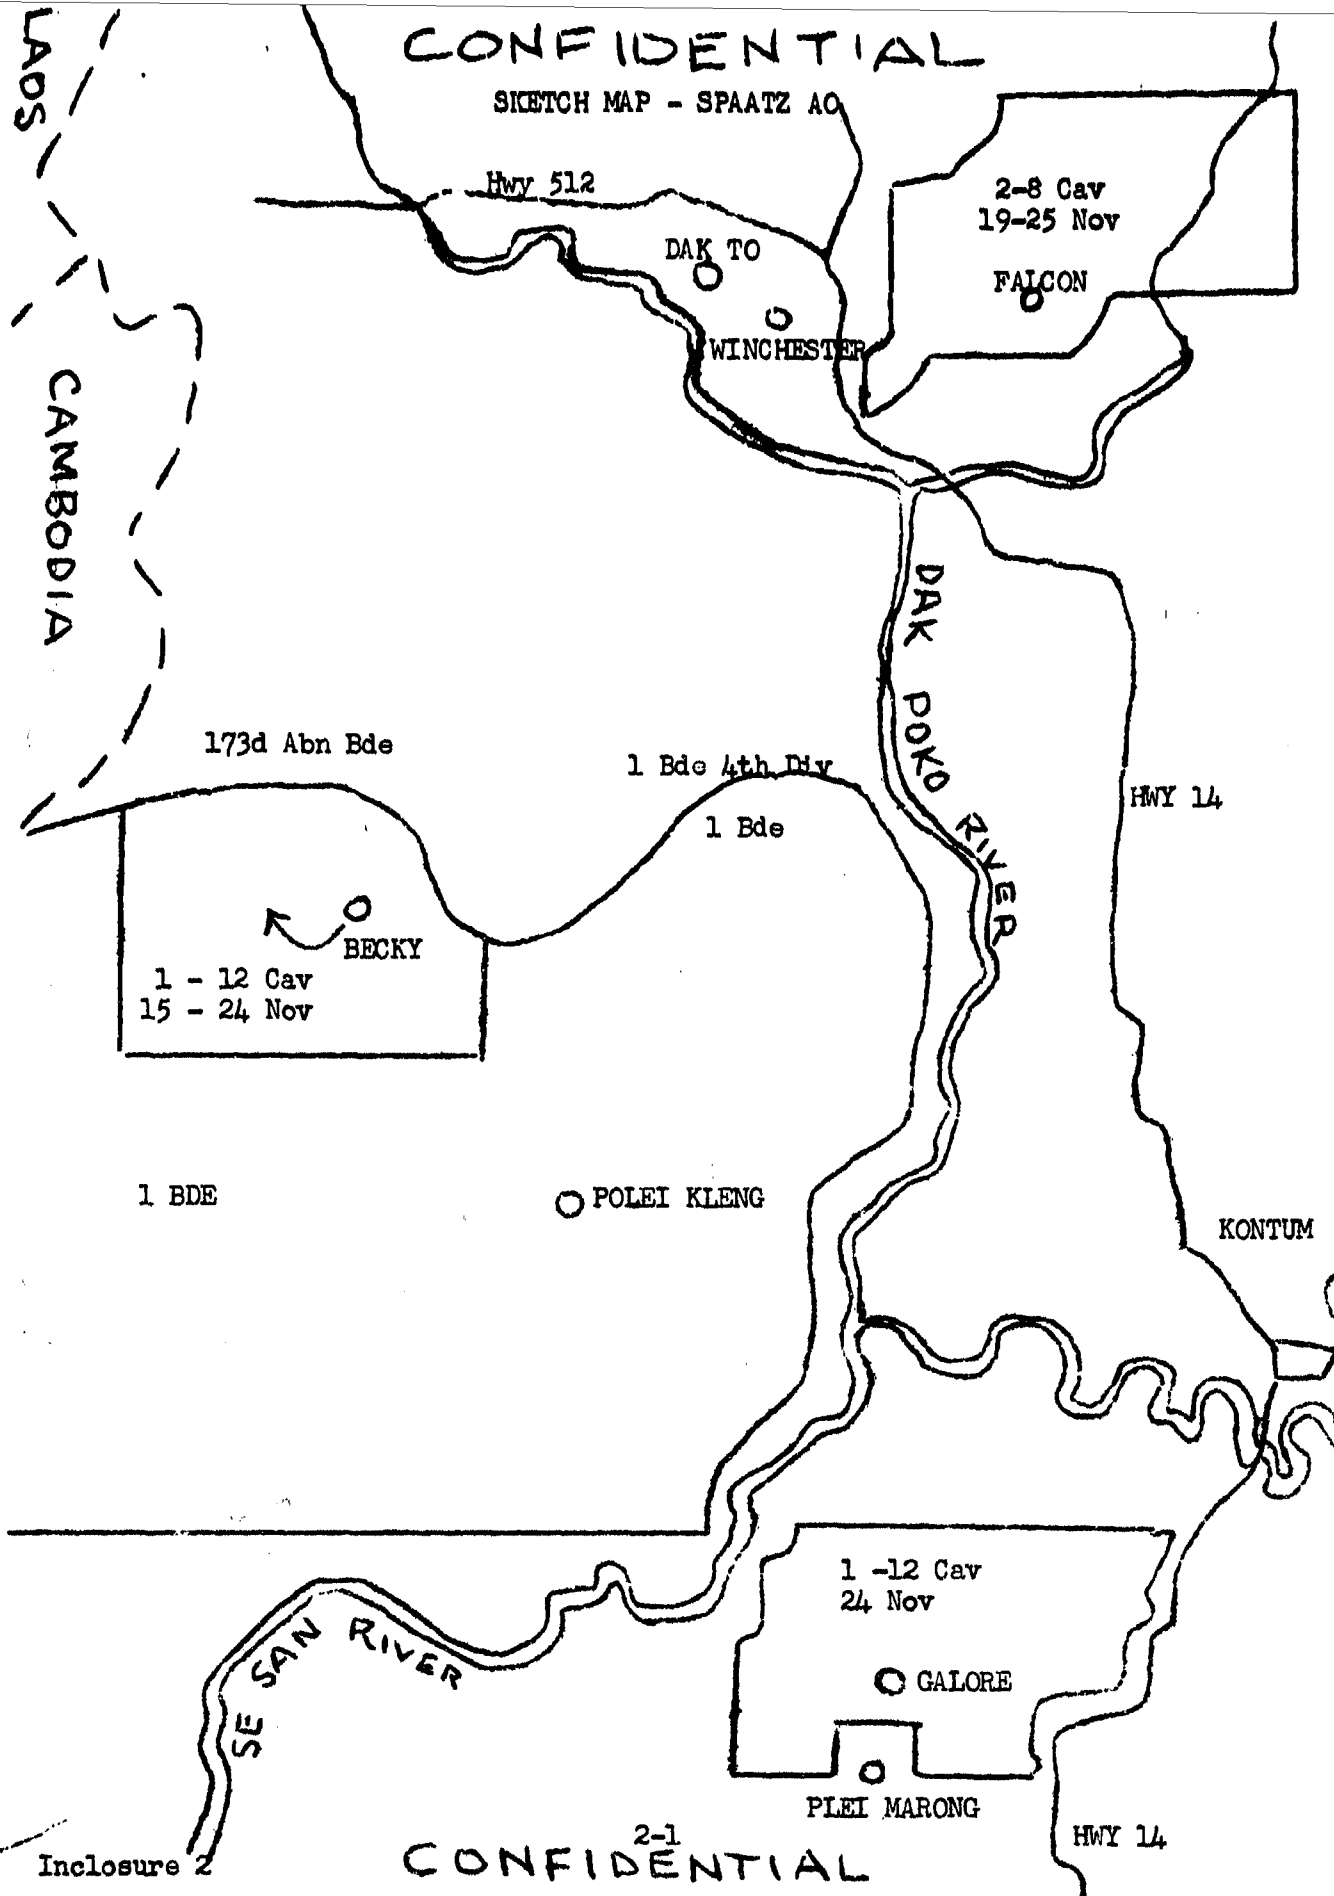 CONFIDENTIAL
SKETCH MAP - SPAATZ AO
LAOS
Hwy 512
2-8 Cav
19-25 Nov
DAK TO
FALCON
WINCHESTER
CAMBODIA
DAK POKO RIVER
173d Abn Bde
1 Bde 4th Div
1 Bde
HWY 14
BECKY
1 - 12 Cav
15 - 24 Nov
1 BDE
POLEI KLENG
KONTUM
1 -12 Cav
24 Nov
SE SAN RIVER
GALORE
PLEI MARONG
HWY 14
2-1
Inclosure 2
CONFIDENTIAL